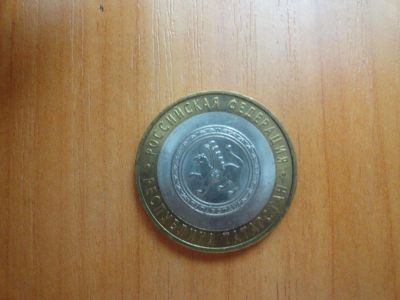 РОССИЙСКАЯ ФЕДЕРАЦИЯ
РЕСПУБЛИКА ТАТАРСТАН